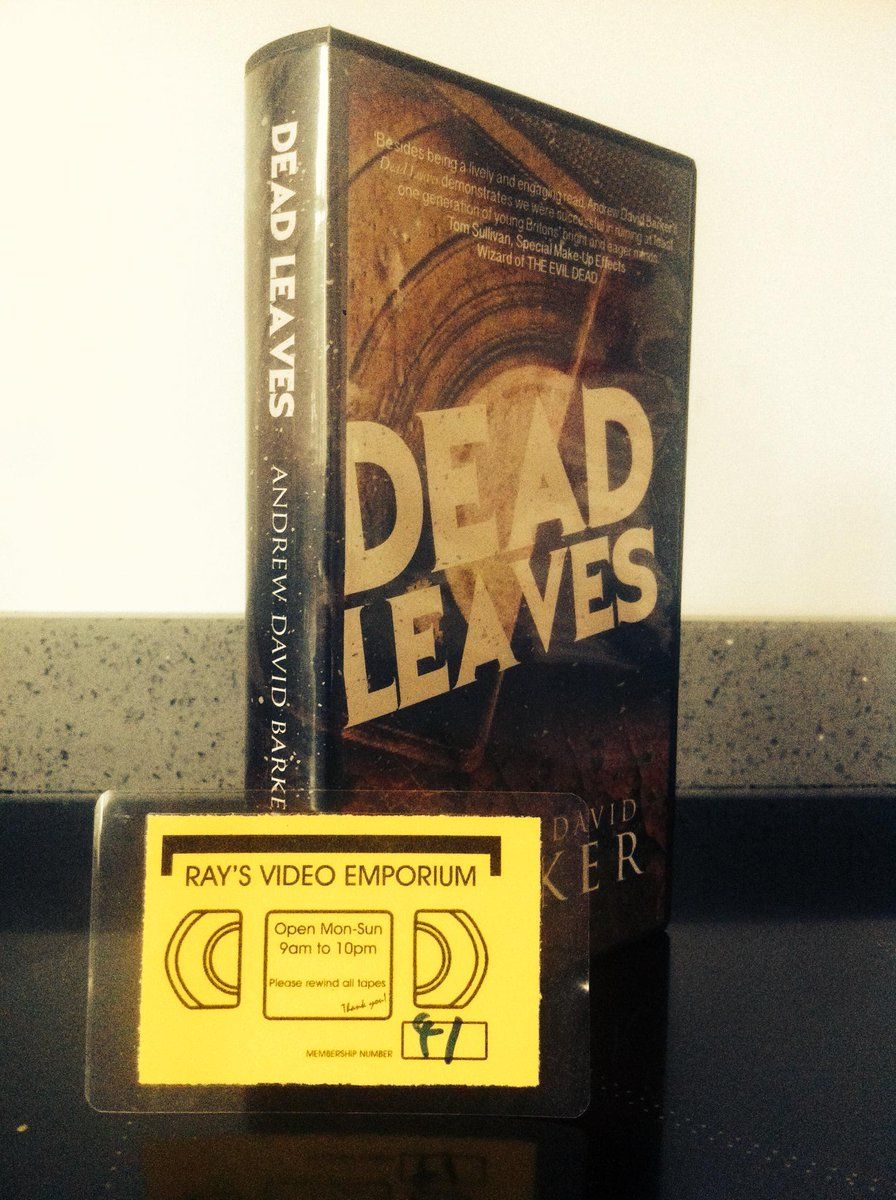 DEAD LEAVES
ANDREW DAVID BARKE
'Besides being a lively and engaging read, Andrew David Barker's
Dead Leaves demonstrates we were successful in ruining at least
one generation of young Britons' bright and eager minds.'
Tom Sullivan, Special Make-Up Effects
Wizard of THE EVIL DEAD
DEAD
LEAVES
DAVID
KER
RAY'S VIDEO EMPORIUM
Open Mon-Sun
9am to 10pm
Please rewind all tapes
Thank you!
MEMBERSHIP NUMBER 41